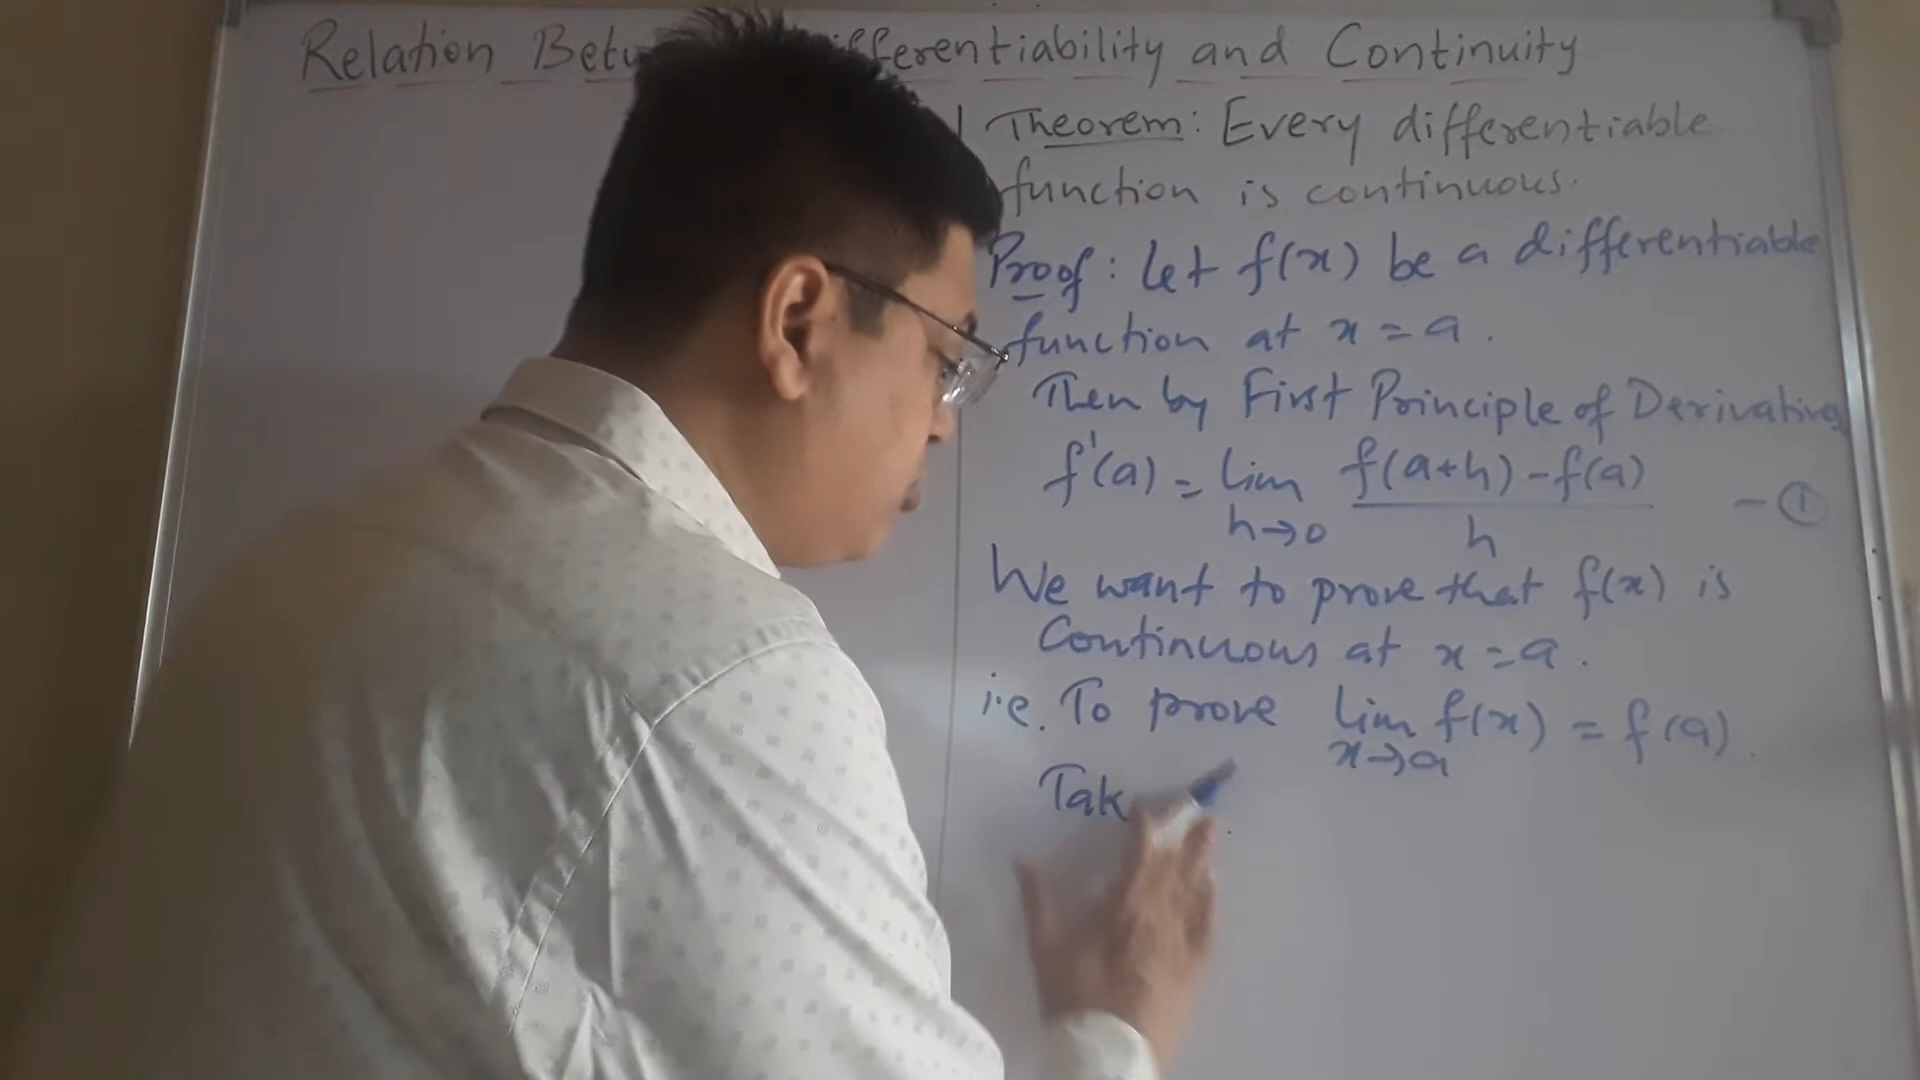 Relation Betw ifferentiability and Continuity
Theorem: Every differentiable
function is continuous.
Proof: Let f(x) be a differentiable
function at x = a.
Then by First Principle of Derivative
f'(a) = lim h→0 f(a+h)-f(a) / h - ①
We want to prove that f(x) is
Continuous at x = a.
i.e. To prove lim x→a f(x) = f(a).
Tak